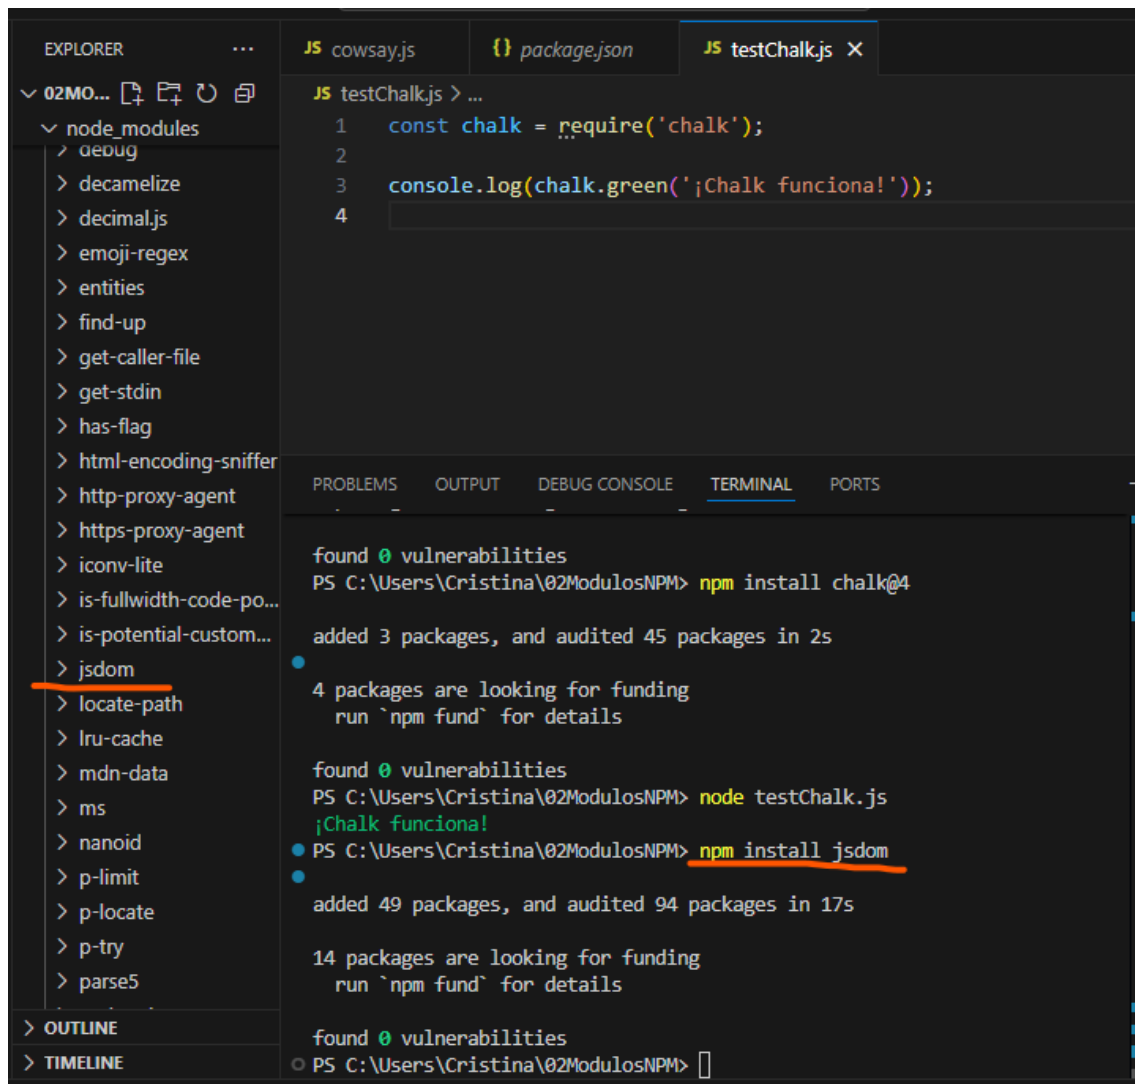 EXPLORER ...
02MO...
node_modules
debug
decamelize
decimal.js
emoji-regex
entities
find-up
get-caller-file
get-stdin
has-flag
html-encoding-sniffer
http-proxy-agent
https-proxy-agent
iconv-lite
is-fullwidth-code-po...
is-potential-custom...
jsdom
locate-path
lru-cache
mdn-data
ms
nanoid
p-limit
p-locate
p-try
parse5
OUTLINE
TIMELINE
JS cowsay.js {} package.json JS testChalk.js
JS testChalk.js > ...
1 const chalk = require('chalk');
2
3 console.log(chalk.green('¡Chalk funciona!'));
4
PROBLEMS OUTPUT DEBUG CONSOLE TERMINAL PORTS
found 0 vulnerabilities
PS C:\Users\Cristina\02ModulosNPM> npm install chalk@4
added 3 packages, and audited 45 packages in 2s
4 packages are looking for funding
run `npm fund` for details
found 0 vulnerabilities
PS C:\Users\Cristina\02ModulosNPM> node testChalk.js
¡Chalk funciona!
PS C:\Users\Cristina\02ModulosNPM> npm install jsdom
added 49 packages, and audited 94 packages in 17s
14 packages are looking for funding
run `npm fund` for details
found 0 vulnerabilities
PS C:\Users\Cristina\02ModulosNPM>